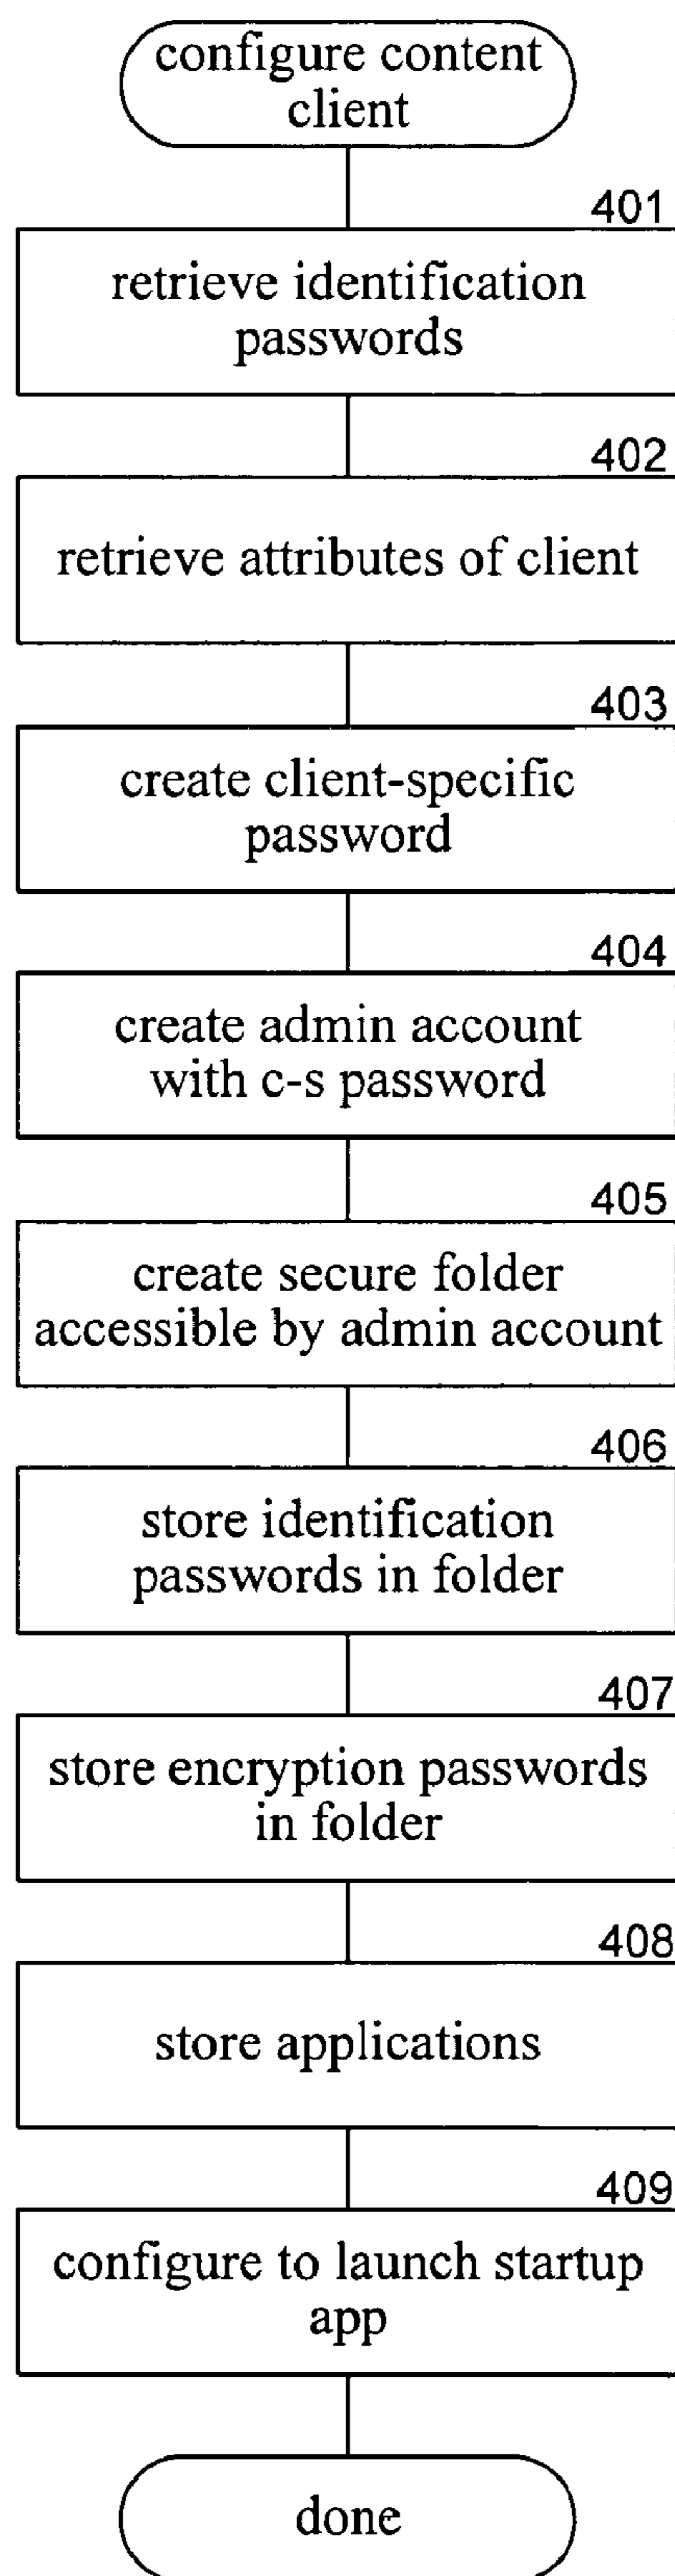 configure content
client
401
retrieve identification
passwords
402
retrieve attributes of client
403
create client-specific
password
404
create admin account
with c-s password
405
create secure folder
accessible by admin account
406
store identification
passwords in folder
407
store encryption passwords
in folder
408
store applications
409
configure to launch startup
app
done